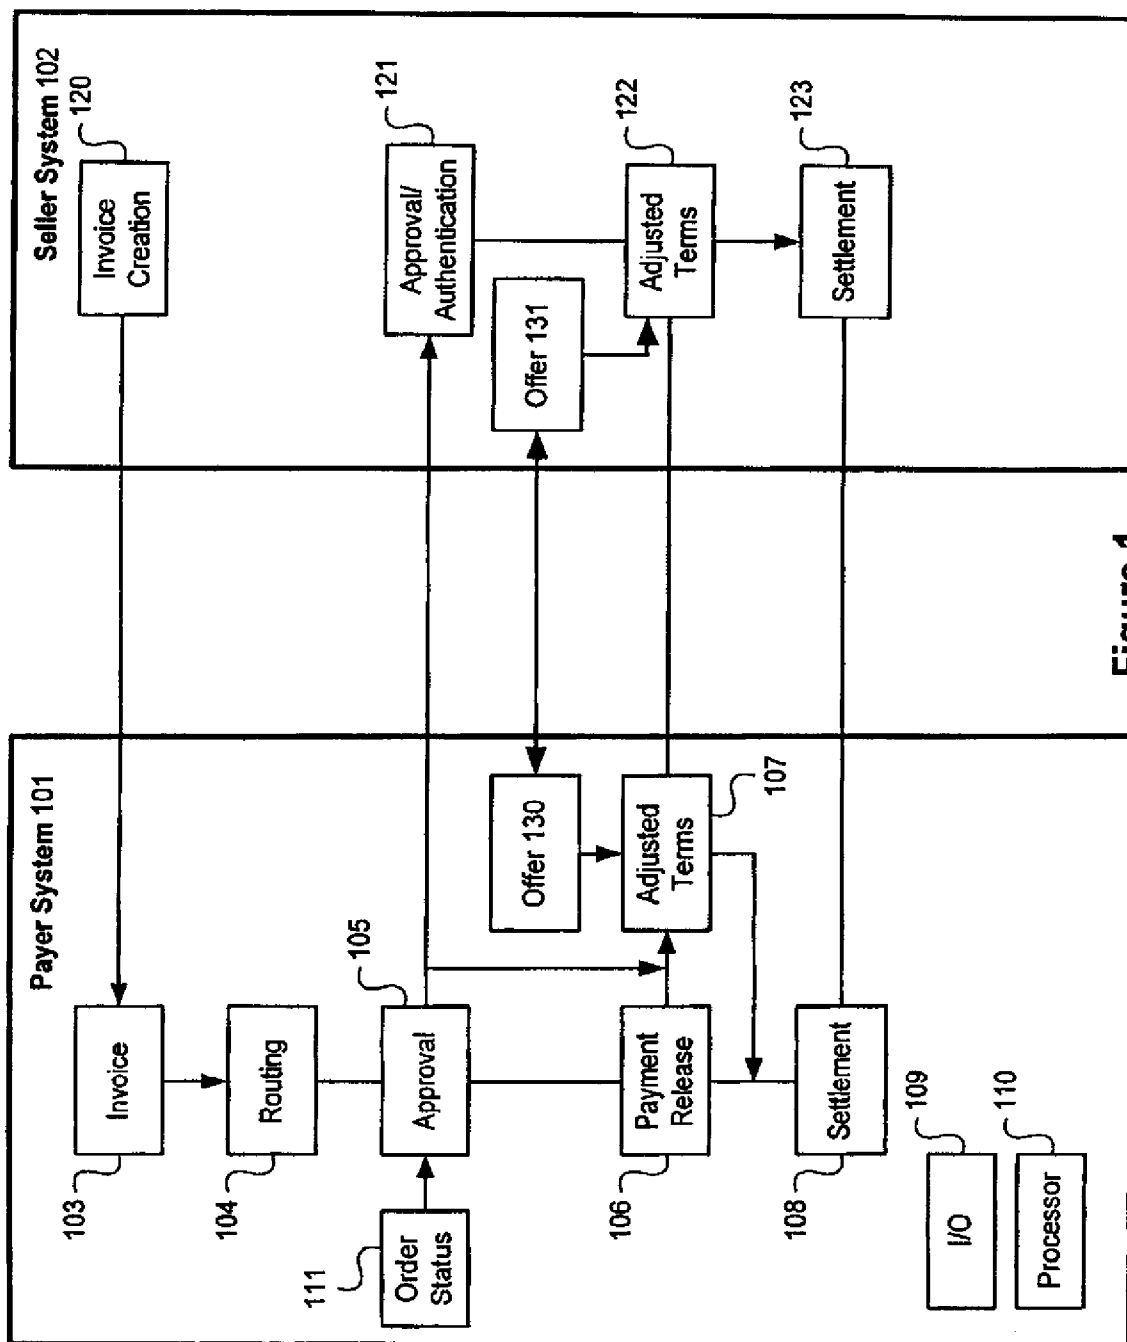 Payer System 101
Invoice
103
Routing
104
Order
Status
111
Approval
105
Payment
Release
106
Offer 130
Adjusted
Terms
107
Settlement
108
I/O
109
Processor
110
Seller System 102
Invoice
Creation
120
Approval/
Authentication
121
Offer 131
Adjusted
Terms
122
Settlement
123
Figure 1